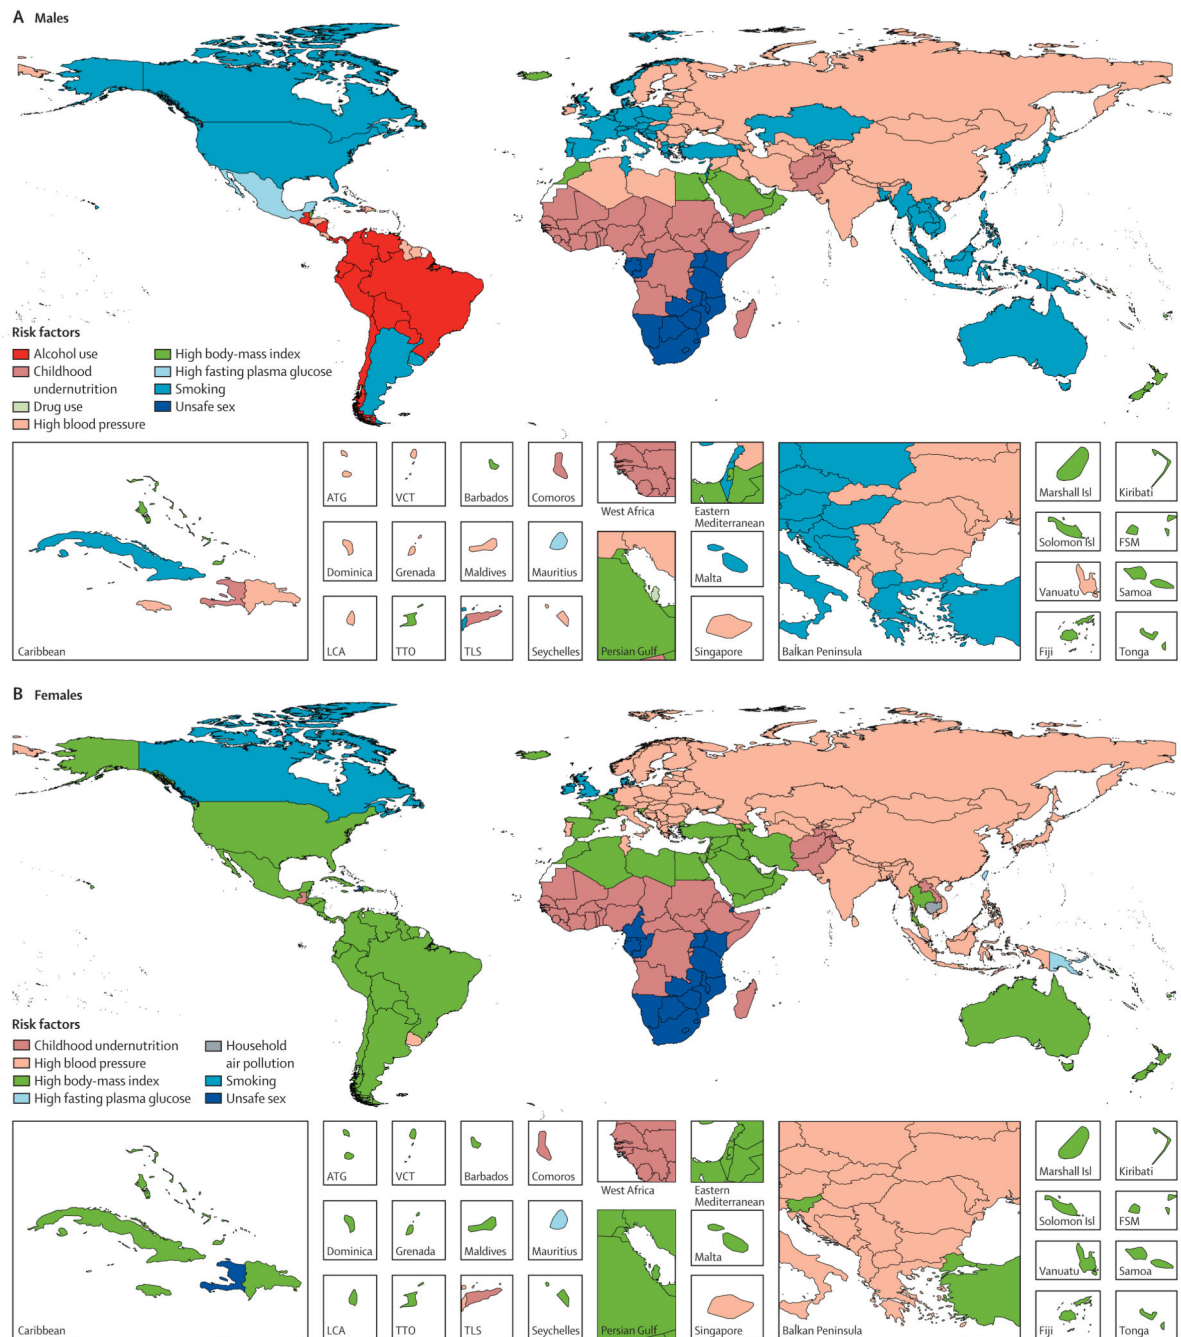 A Males
Risk factors
Alcohol use
Childhood
undernutrition
Drug use
High blood pressure
High body-mass index
High fasting plasma glucose
Smoking
Unsafe sex
Caribbean
ATG
VCT
Barbados
Comoros
Dominica
Grenada
Maldives
Mauritius
LCA
TTO
TLS
Seychelles
West Africa
Eastern
Mediterranean
Persian Gulf
Malta
Singapore
Balkan Peninsula
Marshall Isl
Kiribati
Solomon Isl
FSM
Vanuatu
Samoa
Fiji
Tonga
B Females
Risk factors
Childhood undernutrition
High blood pressure
High body-mass index
High fasting plasma glucose
Household
air pollution
Smoking
Unsafe sex
Caribbean
ATG
VCT
Barbados
Comoros
Dominica
Grenada
Maldives
Mauritius
LCA
TTO
TLS
Seychelles
West Africa
Eastern
Mediterranean
Persian Gulf
Malta
Singapore
Balkan Peninsula
Marshall Isl
Kiribati
Solomon Isl
FSM
Vanuatu
Samoa
Fiji
Tonga